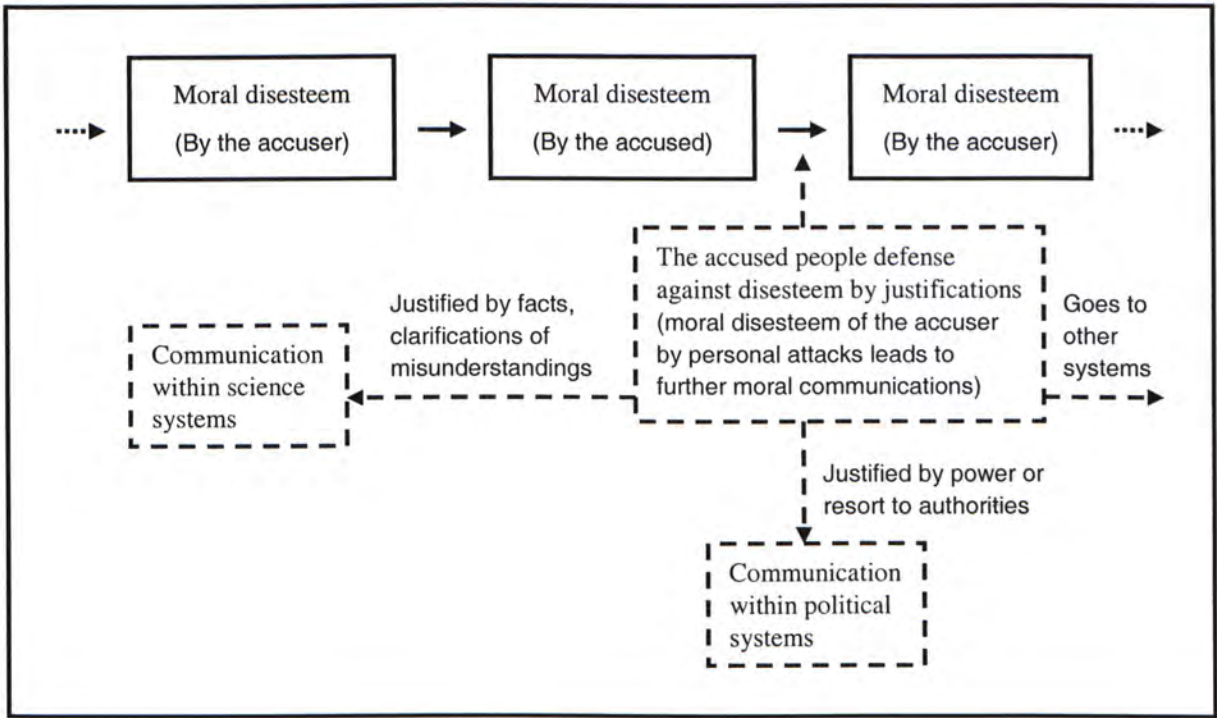 Moral disesteem
(By the accuser)
Moral disesteem
(By the accused)
Moral disesteem
(By the accuser)
The accused people defense
against disesteem by justifications
(moral disesteem of the accuser
by personal attacks leads to
further moral communications)
Justified by facts,
clarifications of
misunderstandings
Goes to
other
systems
Communication
within science
systems
Justified by power or
resort to authorities
Communication
within political
systems